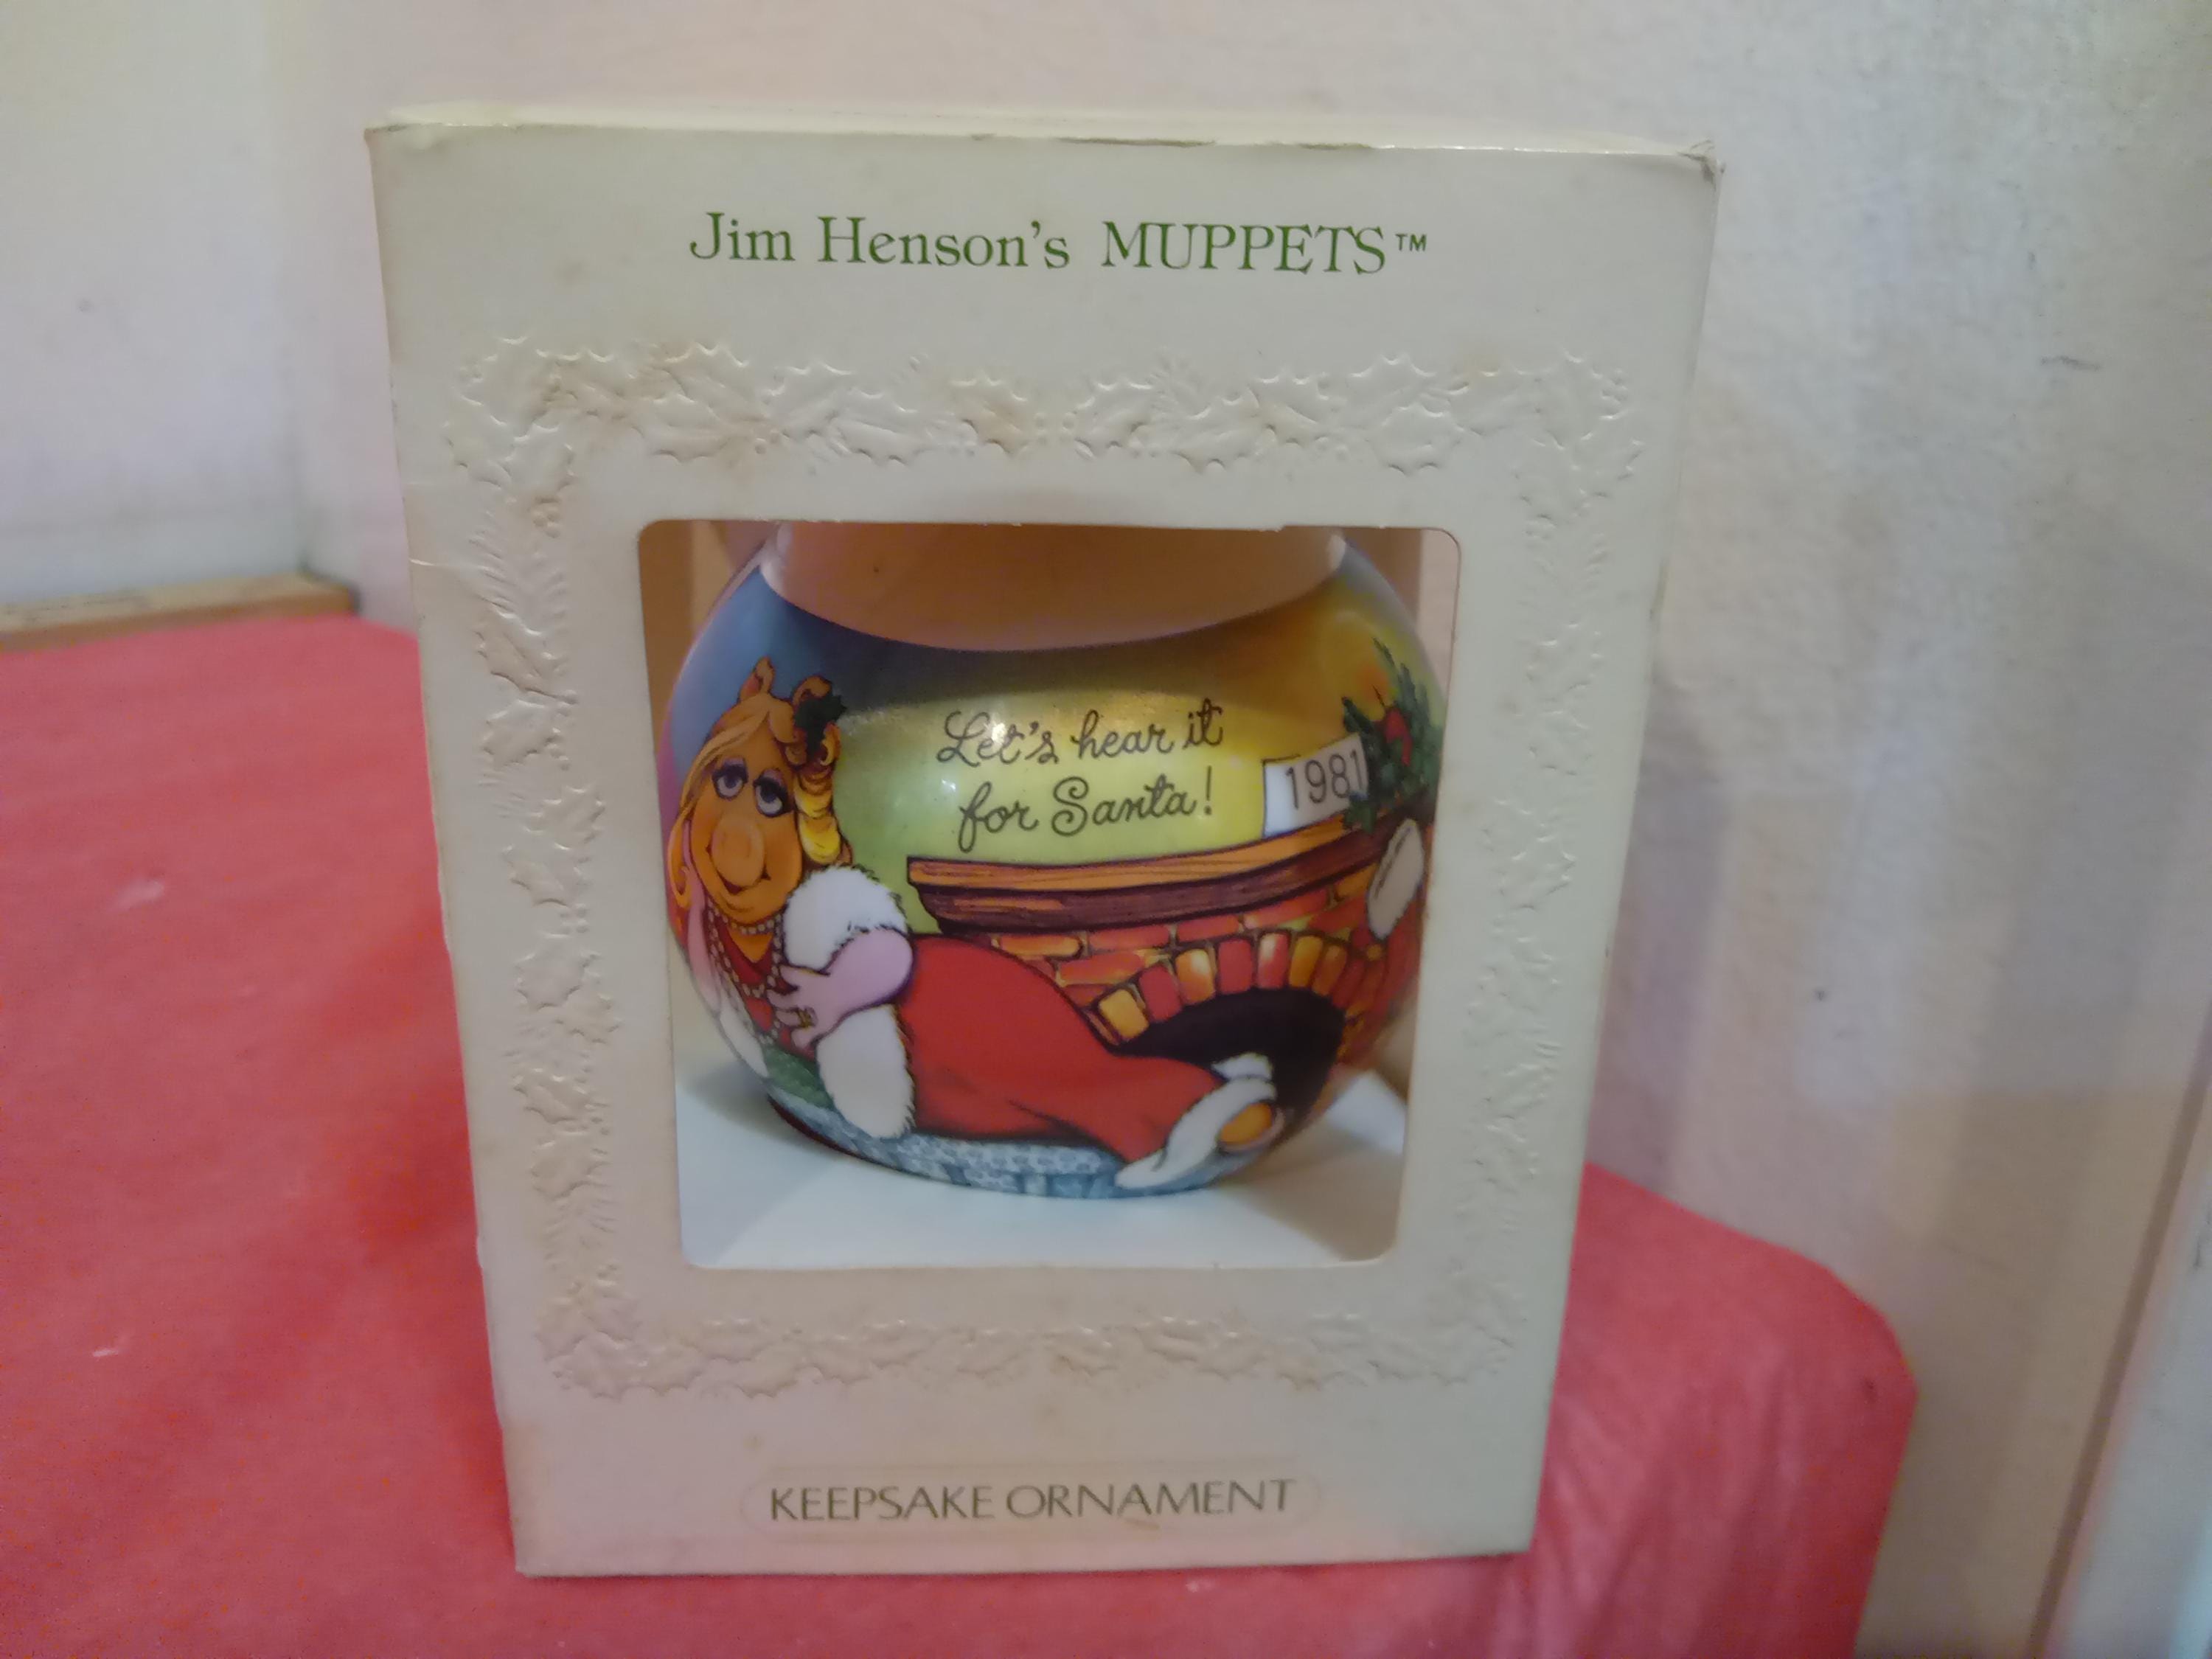 Jim Henson's MUPPETS™
Let's hear it
for Santa!
1981
KEEPSAKE ORNAMENT